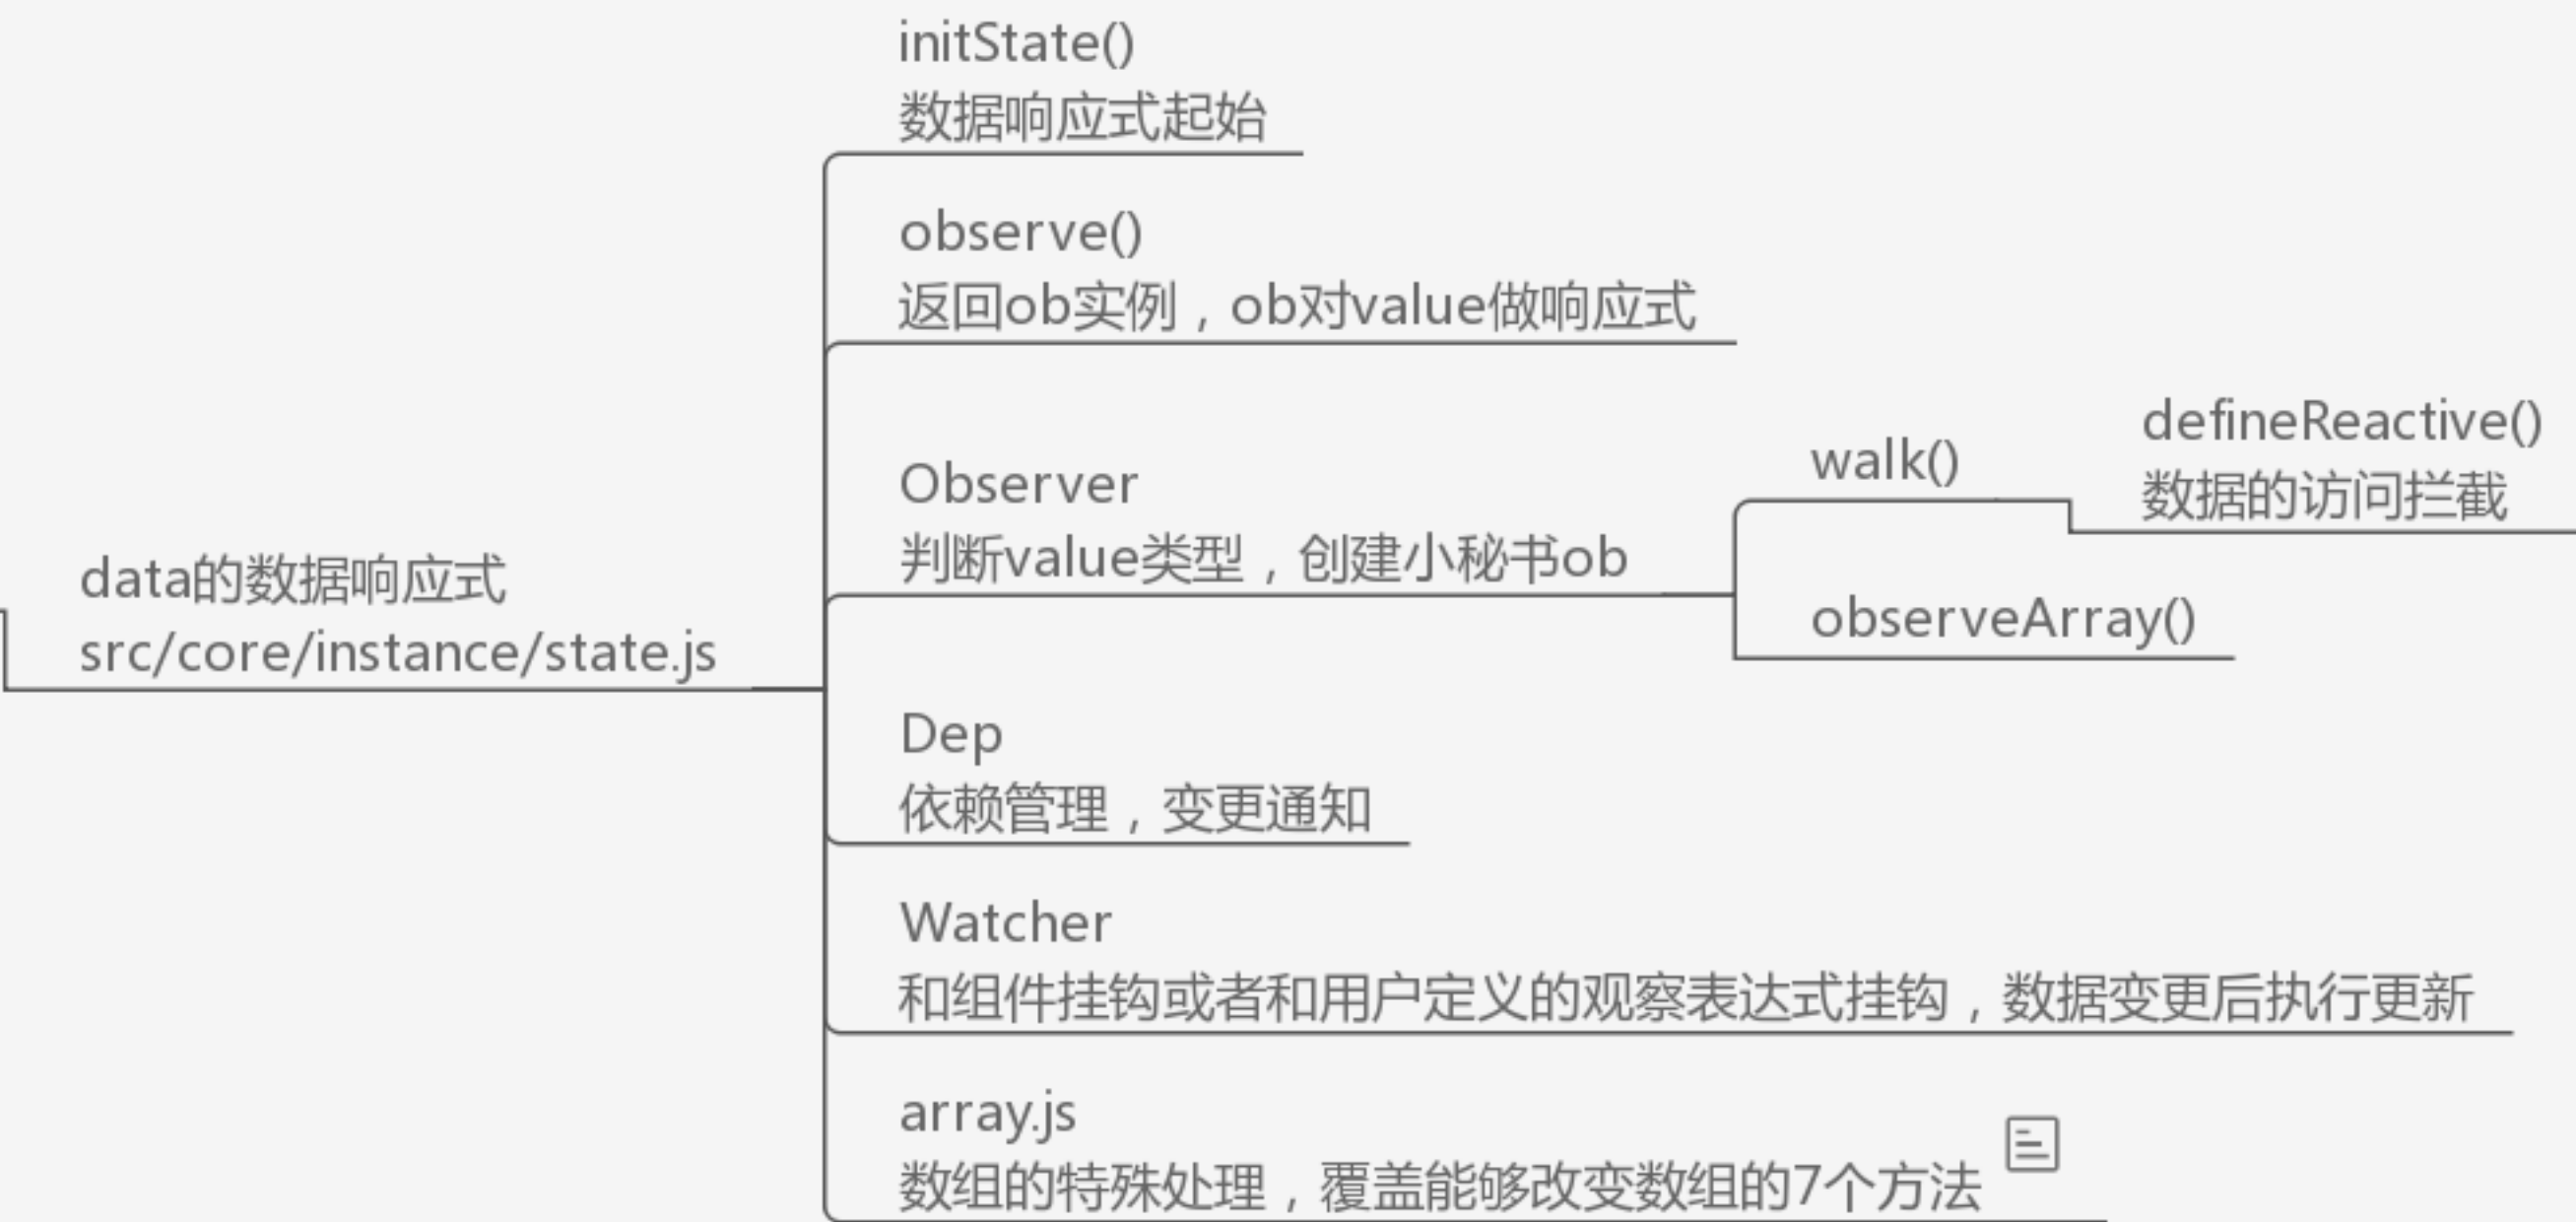 data的数据响应式
src/core/instance/state.js
initState()
数据响应式起始
observe()
返回ob实例，ob对value做响应式
Observer
判断value类型，创建小秘书ob
walk()
defineReactive()
数据的访问拦截
observeArray()
Dep
依赖管理，变更通知
Watcher
和组件挂钩或者和用户定义的观察表达式挂钩，数据变更后执行更新
array.js
数组的特殊处理，覆盖能够改变数组的7个方法